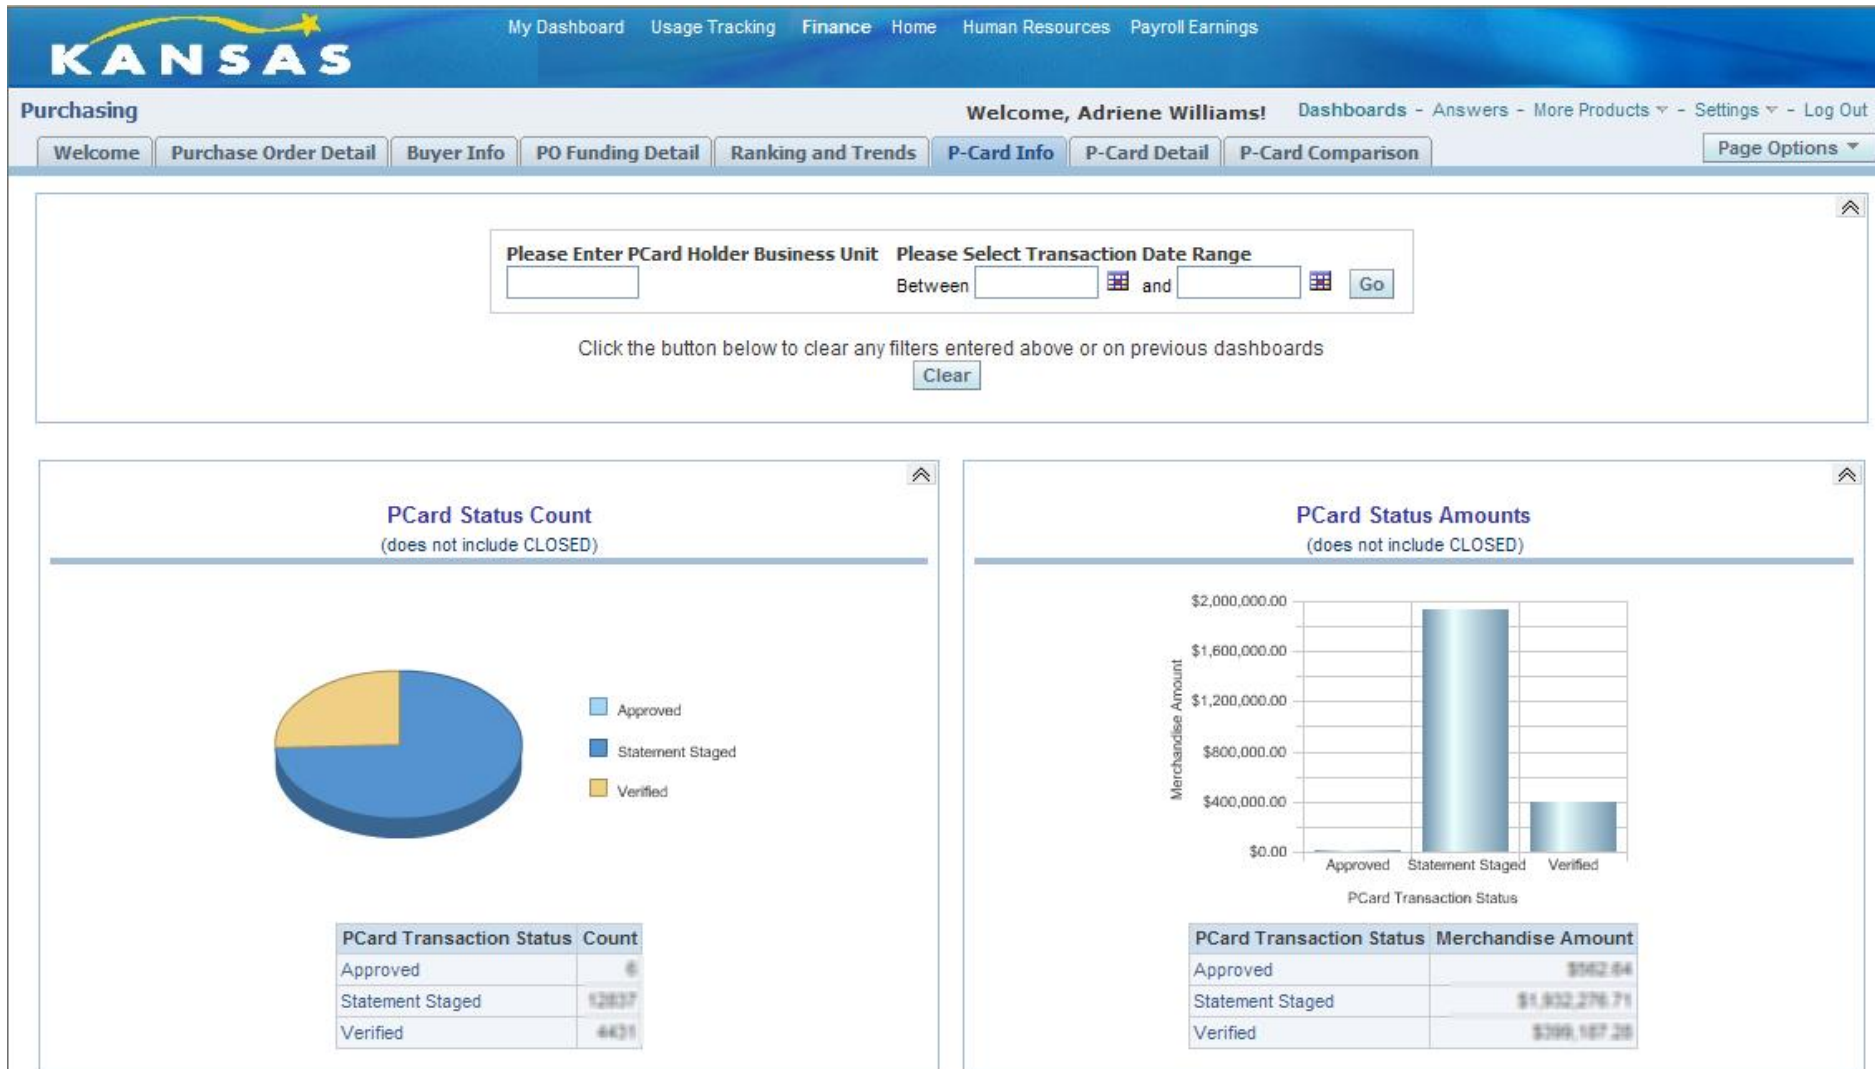 My Dashboard Usage Tracking Finance Home Human Resources Payroll Earnings
KANSAS
Purchasing
Welcome, Adriene Williams! Dashboards - Answers - More Products - Settings - Log Out
Welcome Purchase Order Detail Buyer Info PO Funding Detail Ranking and Trends P-Card Info P-Card Detail P-Card Comparison Page Options
Please Enter PCard Holder Business Unit Please Select Transaction Date Range
Between and Go
Click the button below to clear any filters entered above or on previous dashboards
Clear
PCard Status Count
(does not include CLOSED)
Approved
Statement Staged
Verified
PCard Transaction Status Count
Approved
Statement Staged
Verified
PCard Status Amounts
(does not include CLOSED)
Merchandise Amount
$2,000,000.00
$1,600,000.00
$1,200,000.00
$800,000.00
$400,000.00
$0.00
Approved Statement Staged Verified
PCard Transaction Status
PCard Transaction Status Merchandise Amount
Approved
Statement Staged
Verified